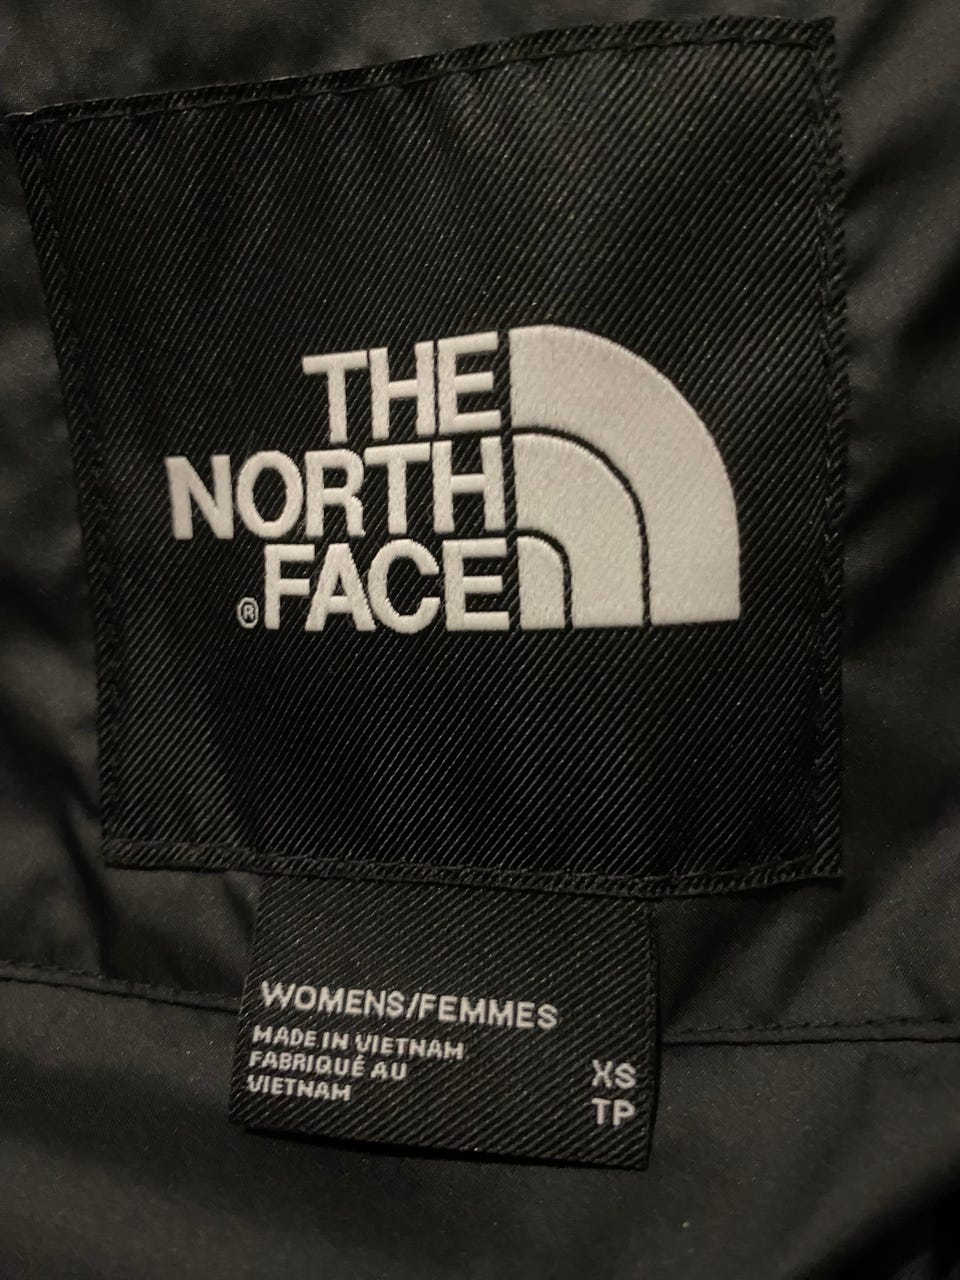 THE
NORTH
®FACE
WOMENS/FEMMES
MADE IN VIETNAM
FABRIQUÉ AU
VIETNAM
XS
TP